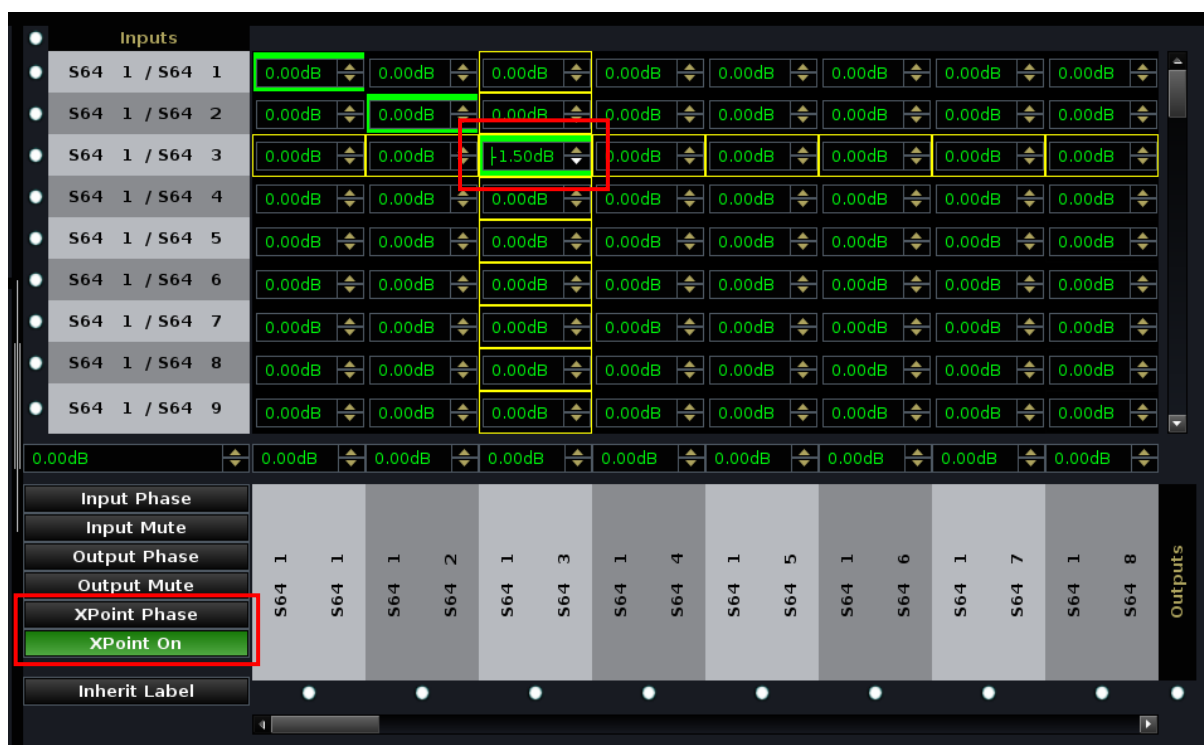 Inputs
S64 1 / S64 1 0.00dB 0.00dB 0.00dB 0.00dB 0.00dB 0.00dB 0.00dB 0.00dB
S64 1 / S64 2 0.00dB 0.00dB 0.00dB 0.00dB 0.00dB 0.00dB 0.00dB 0.00dB
S64 1 / S64 3 0.00dB 0.00dB -1.50dB 0.00dB 0.00dB 0.00dB 0.00dB 0.00dB
S64 1 / S64 4 0.00dB 0.00dB 0.00dB 0.00dB 0.00dB 0.00dB 0.00dB 0.00dB
S64 1 / S64 5 0.00dB 0.00dB 0.00dB 0.00dB 0.00dB 0.00dB 0.00dB 0.00dB
S64 1 / S64 6 0.00dB 0.00dB 0.00dB 0.00dB 0.00dB 0.00dB 0.00dB 0.00dB
S64 1 / S64 7 0.00dB 0.00dB 0.00dB 0.00dB 0.00dB 0.00dB 0.00dB 0.00dB
S64 1 / S64 8 0.00dB 0.00dB 0.00dB 0.00dB 0.00dB 0.00dB 0.00dB 0.00dB
S64 1 / S64 9 0.00dB 0.00dB 0.00dB 0.00dB 0.00dB 0.00dB 0.00dB 0.00dB
0.00dB 0.00dB 0.00dB 0.00dB 0.00dB 0.00dB 0.00dB 0.00dB 0.00dB
Input Phase
Input Mute
Output Phase
Output Mute
XPoint Phase
XPoint On
Inherit Label
S64 1
S64 1
S64 1
S64 2
S64 1
S64 3
S64 1
S64 4
S64 1
S64 5
S64 1
S64 6
S64 1
S64 7
S64 1
S64 8
Outputs